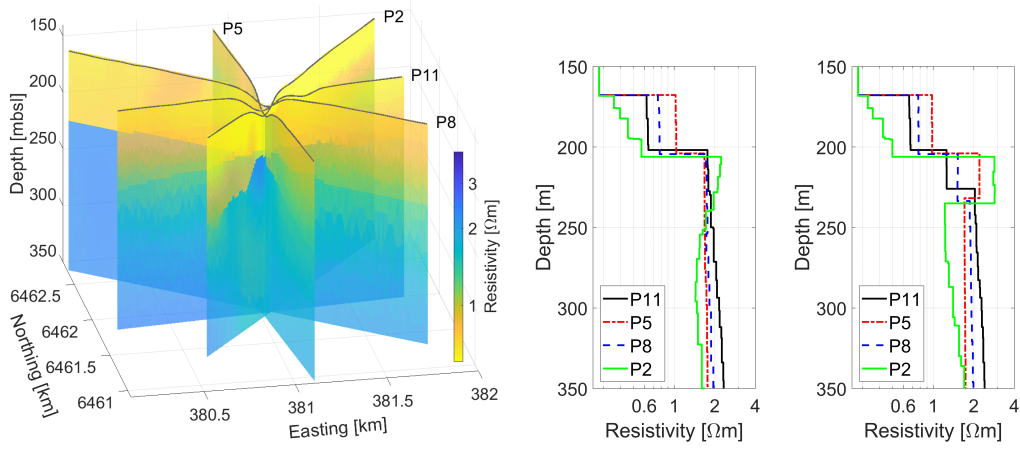 P5
P2
P11
P8
150
200
250
300
350
Depth [mbsl]
6462.5
6462
6461.5
6461
Northing [km]
380.5
381
381.5
382
Easting [km]
3
2
1
Resistivity [Ωm]
150
200
250
300
350
Depth [m]
P11
P5
P8
P2
0.6 1 2 4
Resistivity [Ωm]
150
200
250
300
350
Depth [m]
P11
P5
P8
P2
0.6 1 2 4
Resistivity [Ωm]